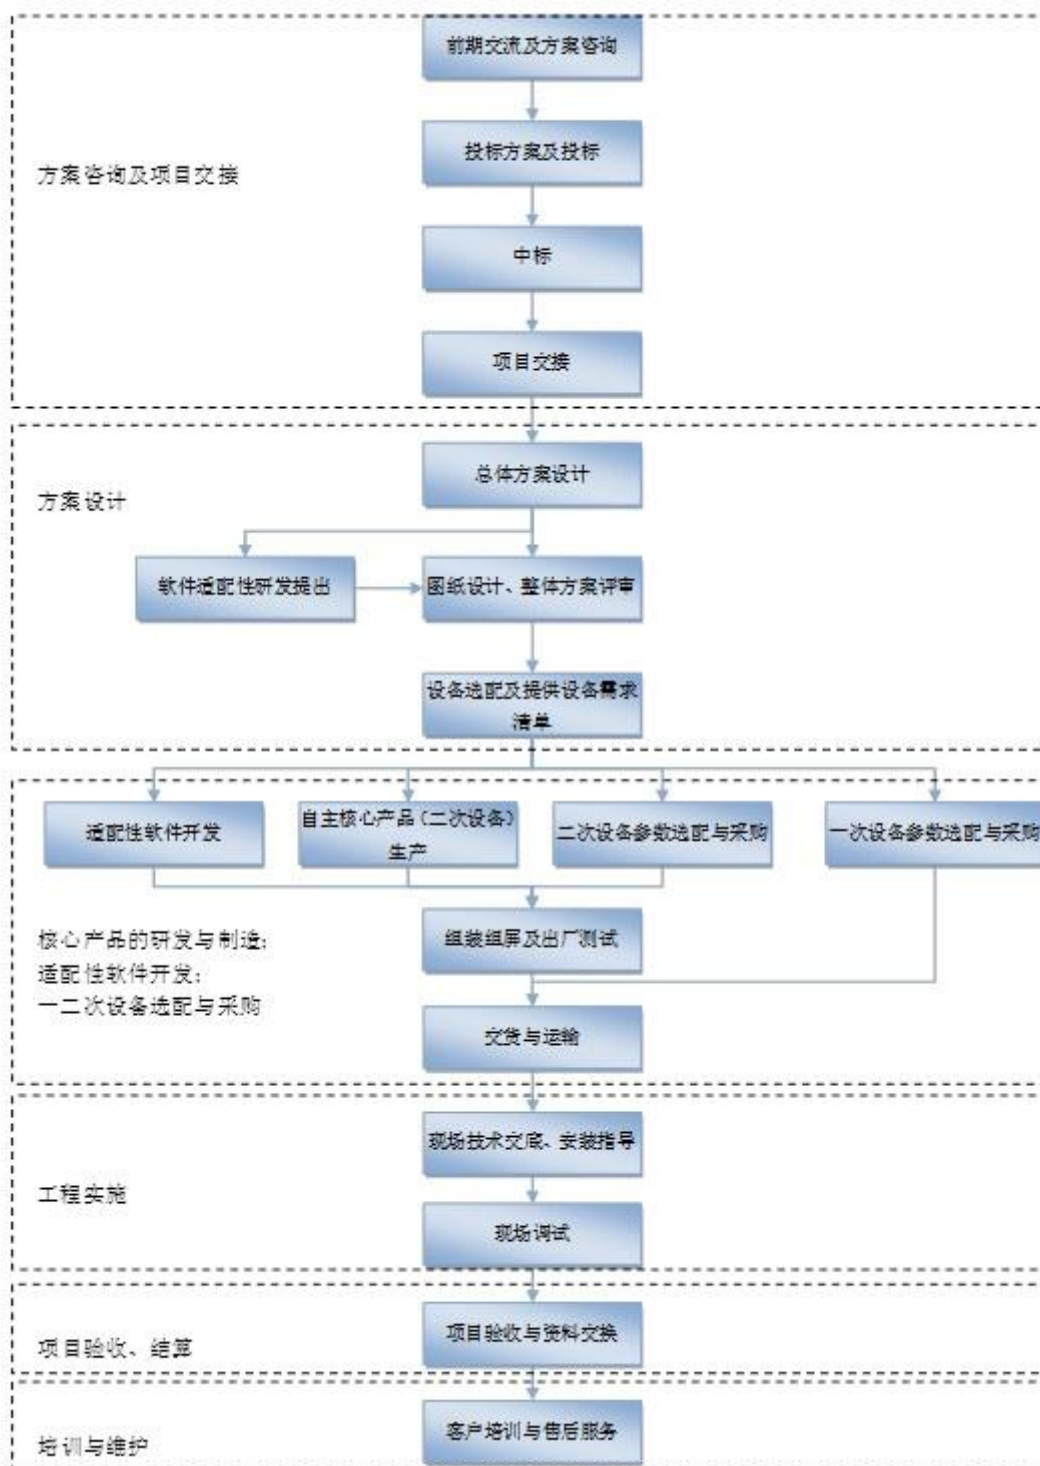 前期交流及方案咨询
投标方案及投标
方案咨询及项目交接
中标
项目交接
总体方案设计
方案设计
软件适配性研发提出
图纸设计、整体方案评审
设备选配及提供设备需求
清单
适配性软件开发
自主核心产品（二次设备）
生产
二次设备参数选配与采购
一次设备参数选配与采购
组装组屏及出厂测试
核心产品的研发与制造；
适配性软件开发；
一二次设备选配与采购
交货与运输
现场技术交底、安装指导
工程实施
现场调试
项目验收与资料交换
项目验收、结算
客户培训与售后服务
培训与维护